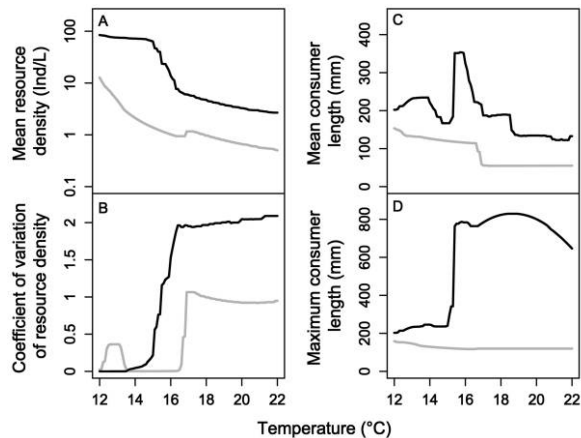 A
Mean resource
density (Ind/L)
100
10
1
0.1
C
Mean consumer
length (mm)
400
300
200
100
0
B
Coefficient of variation
of resource density
2
1.5
1
0.5
0
12 14 16 18 20 22
D
Maximum consumer
length (mm)
800
600
400
200
0
12 14 16 18 20 22
Temperature (°C)